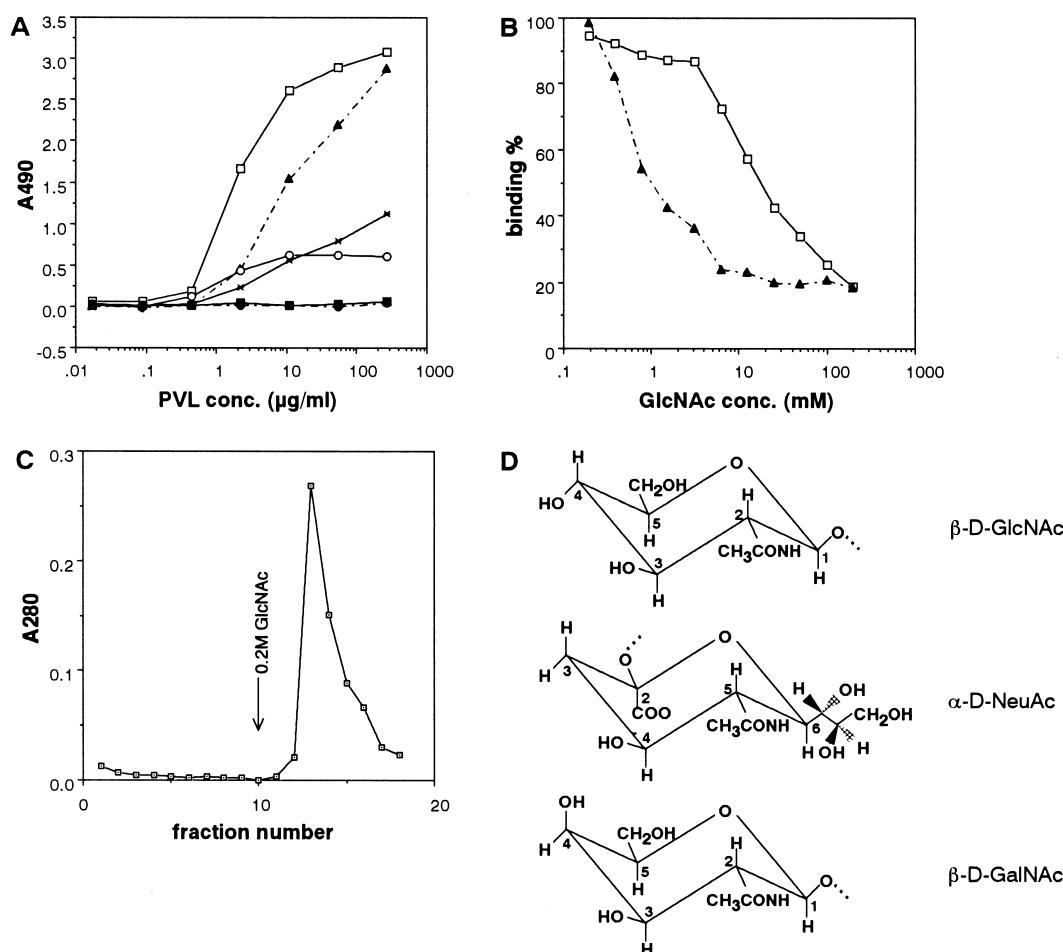 A
3.5
3.0
2.5
2.0
1.5
1.0
0.5
0.0
-0.5
A490
.01
.1
1
10
100
1000
PVL conc. (µg/ml)
B
100
80
60
40
20
0
binding %
.1
1
10
100
1000
GlcNAc conc. (mM)
C
0.3
0.2
0.1
0.0
A280
0.2M GlcNAc
0
10
20
fraction number
D
H
4
HO
CH2OH
5
H
O
H
2
CH3CONH
HO
3
H
O
1
H
β-D-GlcNAc
H
3
H
O
2
COO-
O
H
5
CH3CONH
HO
4
H
6
H
H
OH
CH2OH
OH
H
α-D-NeuAc
OH
4
H
CH2OH
5
H
O
H
2
CH3CONH
HO
3
H
O
1
H
β-D-GalNAc